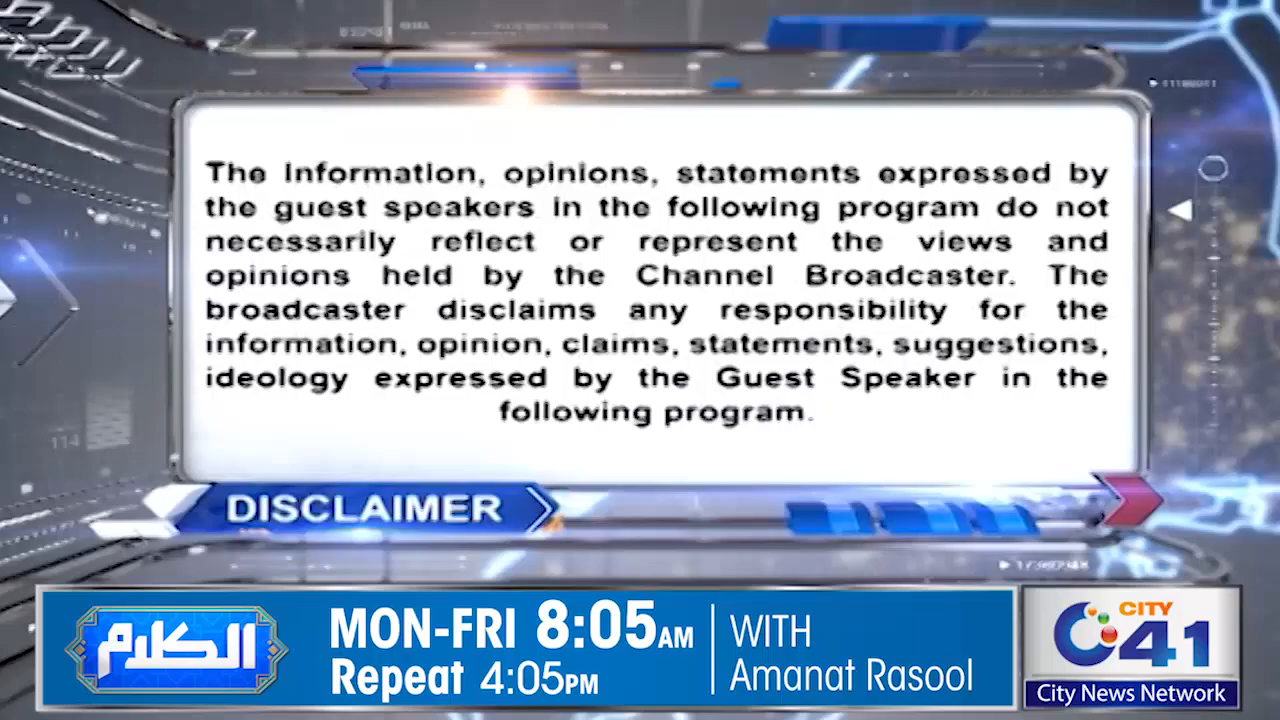 The Information, opinions, statements expressed by
the guest speakers in the following program do not
necessarily reflect or represent the views and
opinions held by the Channel Broadcaster. The
broadcaster disclaims any responsibility for the
information, opinion, claims, statements, suggestions,
ideology expressed by the Guest Speaker in the
following program.
DISCLAIMER
114
الکلام
MON-FRI 8:05AM
Repeat 4:05PM
WITH
Amanat Rasool
CITY
41
City News Network